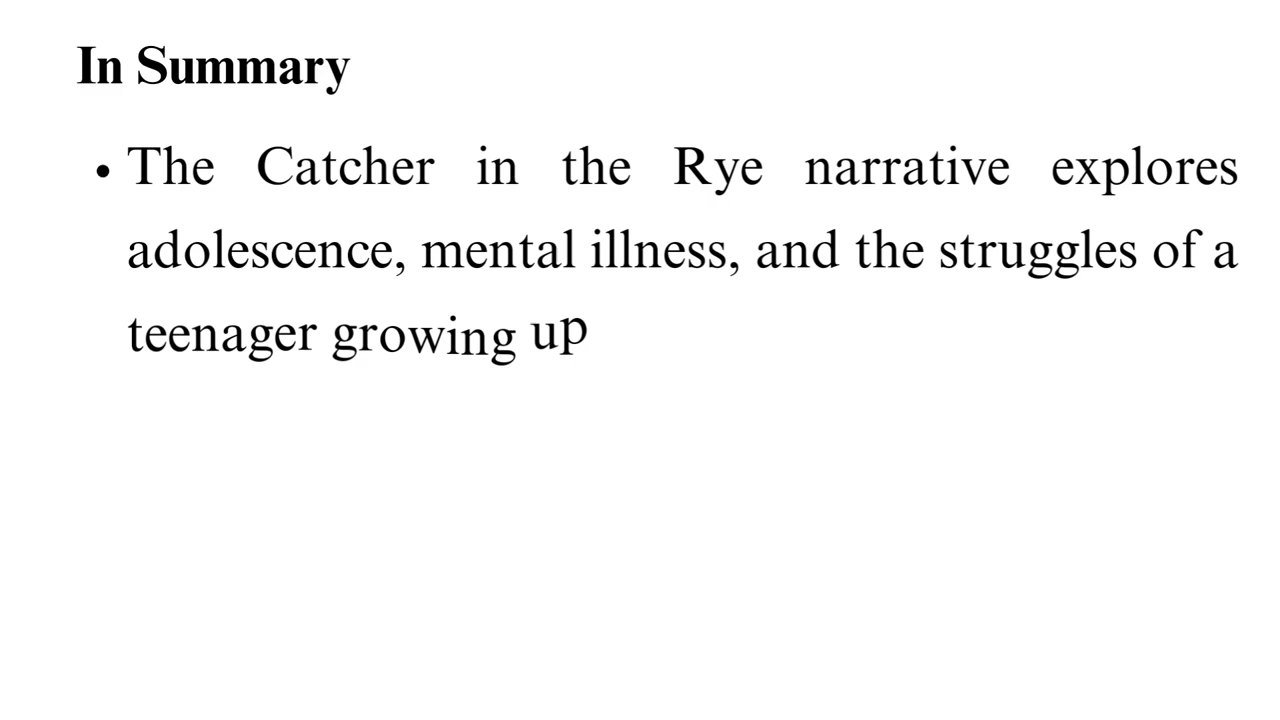 In Summary
• The Catcher in the Rye narrative explores
adolescence, mental illness, and the struggles of a
teenager growing up